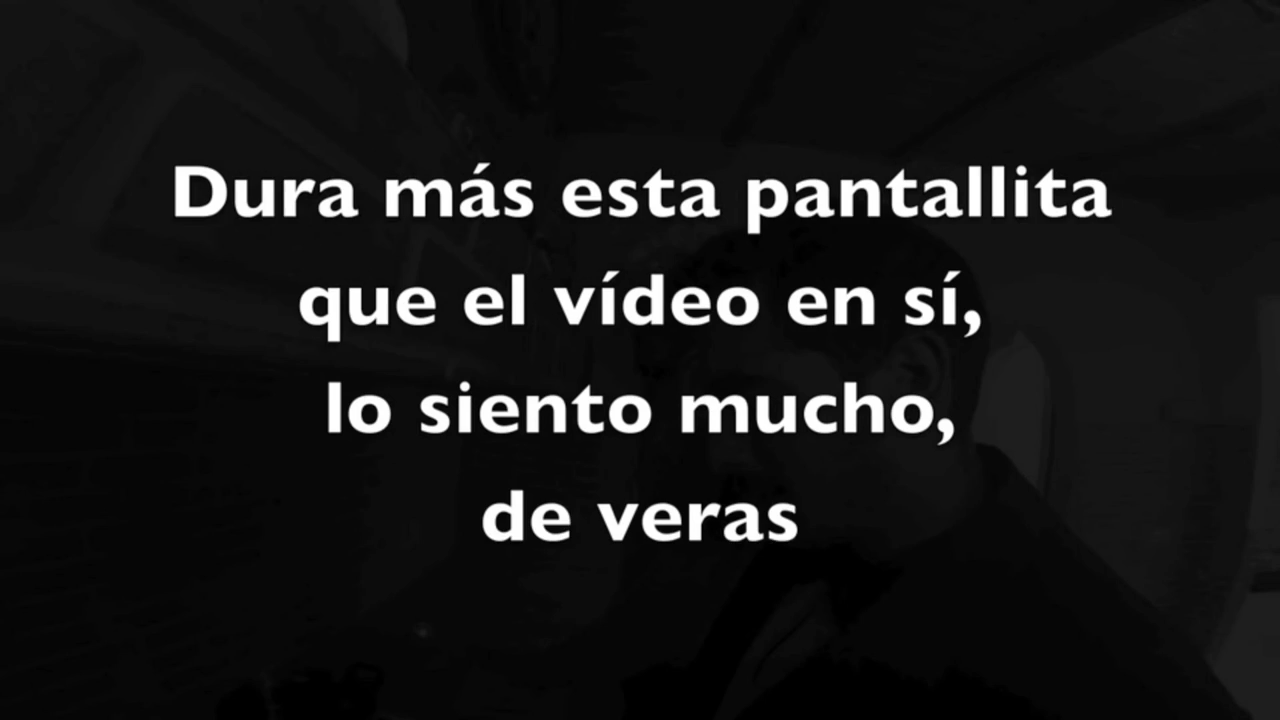 Dura más esta pantallita
que el vídeo en sí,
lo siento mucho,
de veras